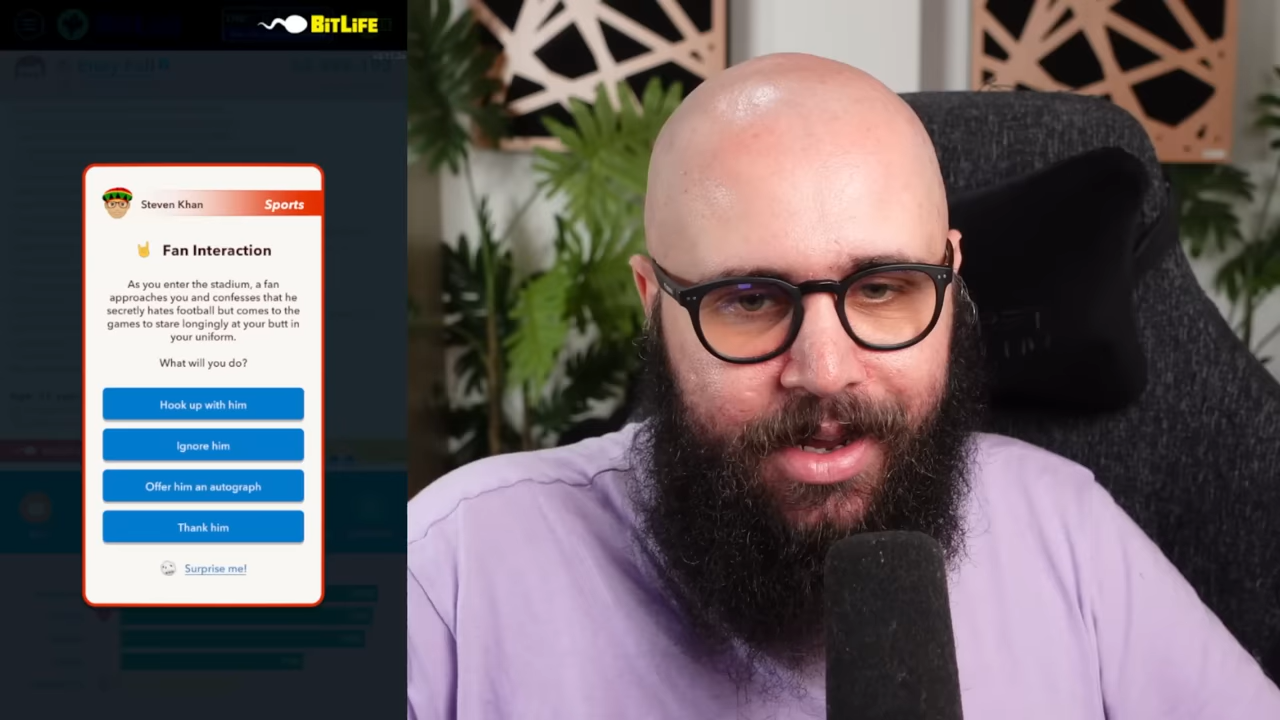 BITLIFE
Steven Khan
Sports
Fan Interaction
As you enter the stadium, a fan
approaches you and confesses that he
secretly hates football but comes to the
games to stare longingly at your butt in
your uniform.
What will you do?
Hook up with him
Ignore him
Offer him an autograph
Thank him
Surprise me!